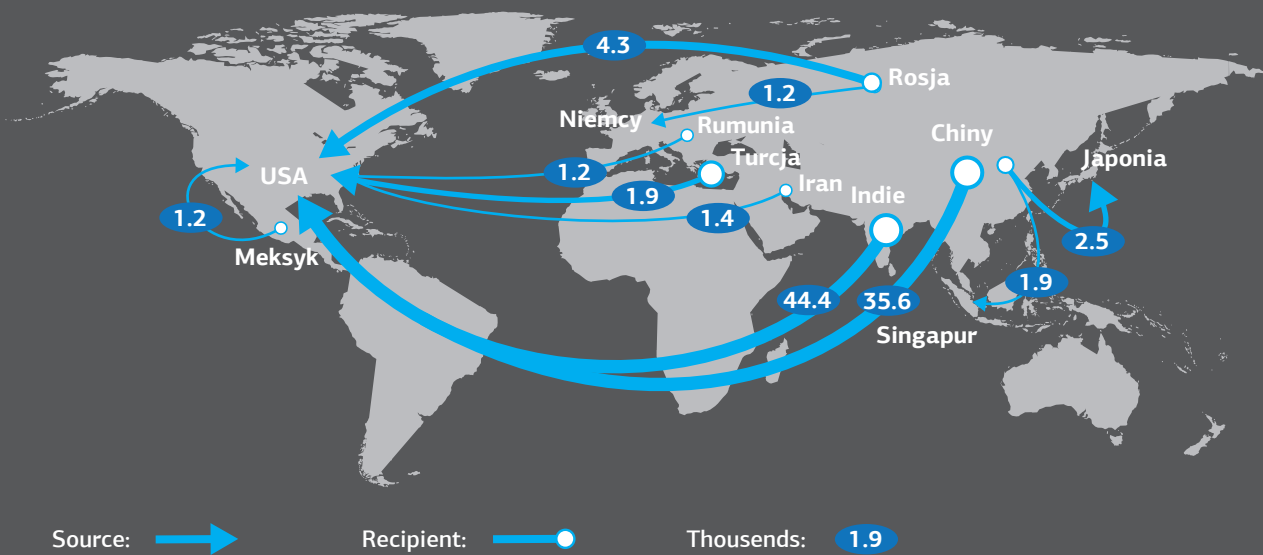 4.3
Rosja
1.2
Niemcy
Rumunia
Chiny
Turcja
Japonia
USA
1.2
Iran
1.9
Indie
1.2
1.4
Meksyk
2.5
1.9
44.4
35.6
Singapur
Source:
Recipient:
Thousends:
1.9